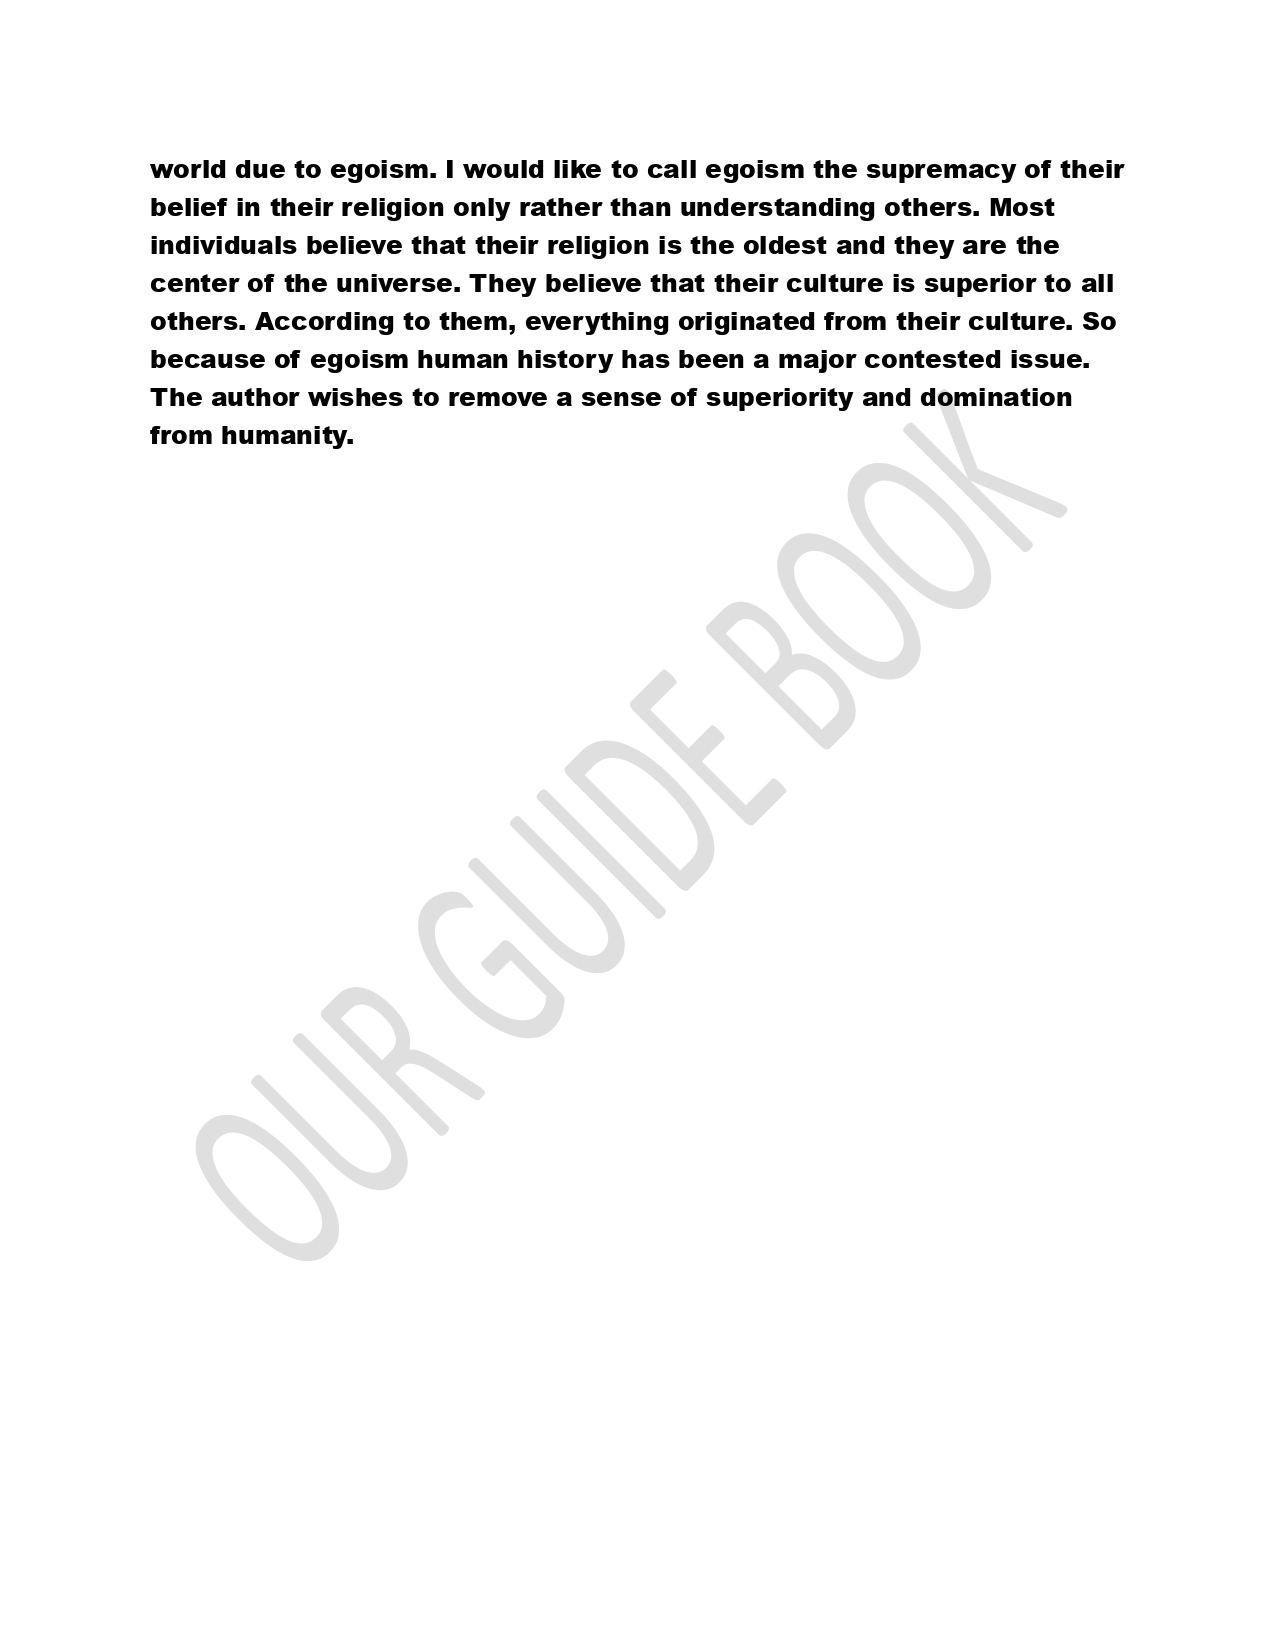 world due to egoism. I would like to call egoism the supremacy of their
belief in their religion only rather than understanding others. Most
individuals believe that their religion is the oldest and they are the
center of the universe. They believe that their culture is superior to all
others. According to them, everything originated from their culture. So
because of egoism human history has been a major contested issue.
The author wishes to remove a sense of superiority and domination
from humanity.
OUR GUIDE BOOK